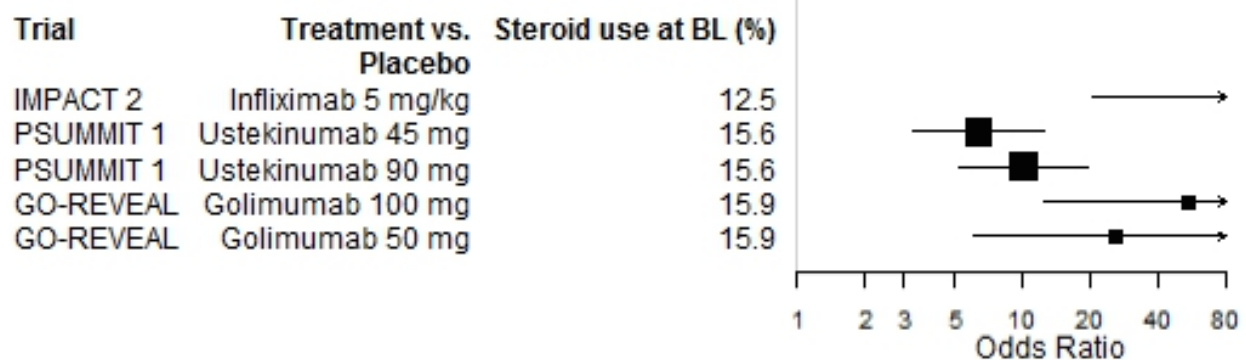 Trial Treatment vs. Steroid use at BL (%)
Placebo
IMPACT 2 Infliximab 5 mg/kg 12.5
PSUMMIT 1 Ustekinumab 45 mg 15.6
PSUMMIT 1 Ustekinumab 90 mg 15.6
GO-REVEAL Golimumab 100 mg 15.9
GO-REVEAL Golimumab 50 mg 15.9
1 2 3 5 10 20 40 80
Odds Ratio